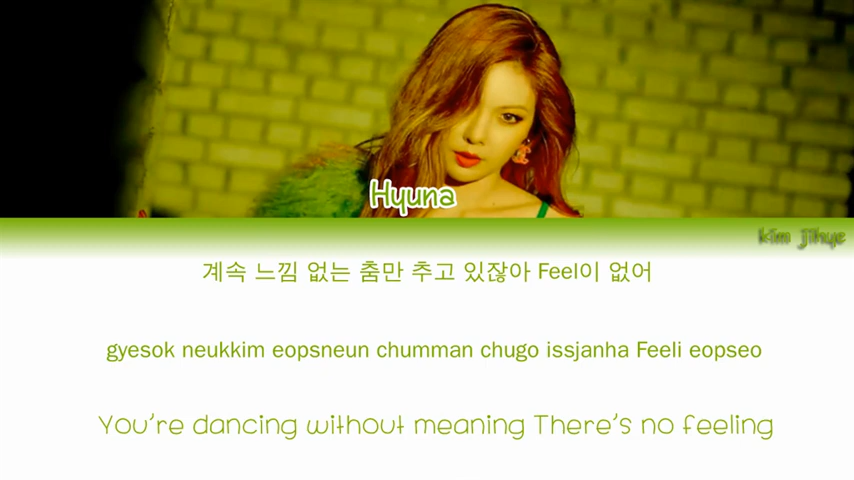 Hyuna
kim jihye
계속 느낌 없는 춤만 추고 있잖아 Feel이 없어
gyesok neukkim eopsneun chumman chugo issjanha Feeli eopseo
You're dancing without meaning There's no feeling